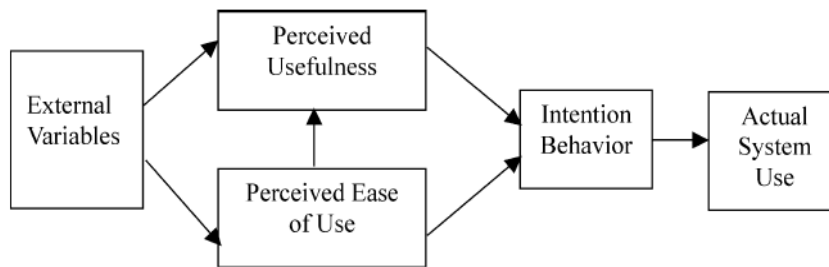 External
Variables
Perceived
Usefulness
Perceived Ease
of Use
Intention
Behavior
Actual
System
Use